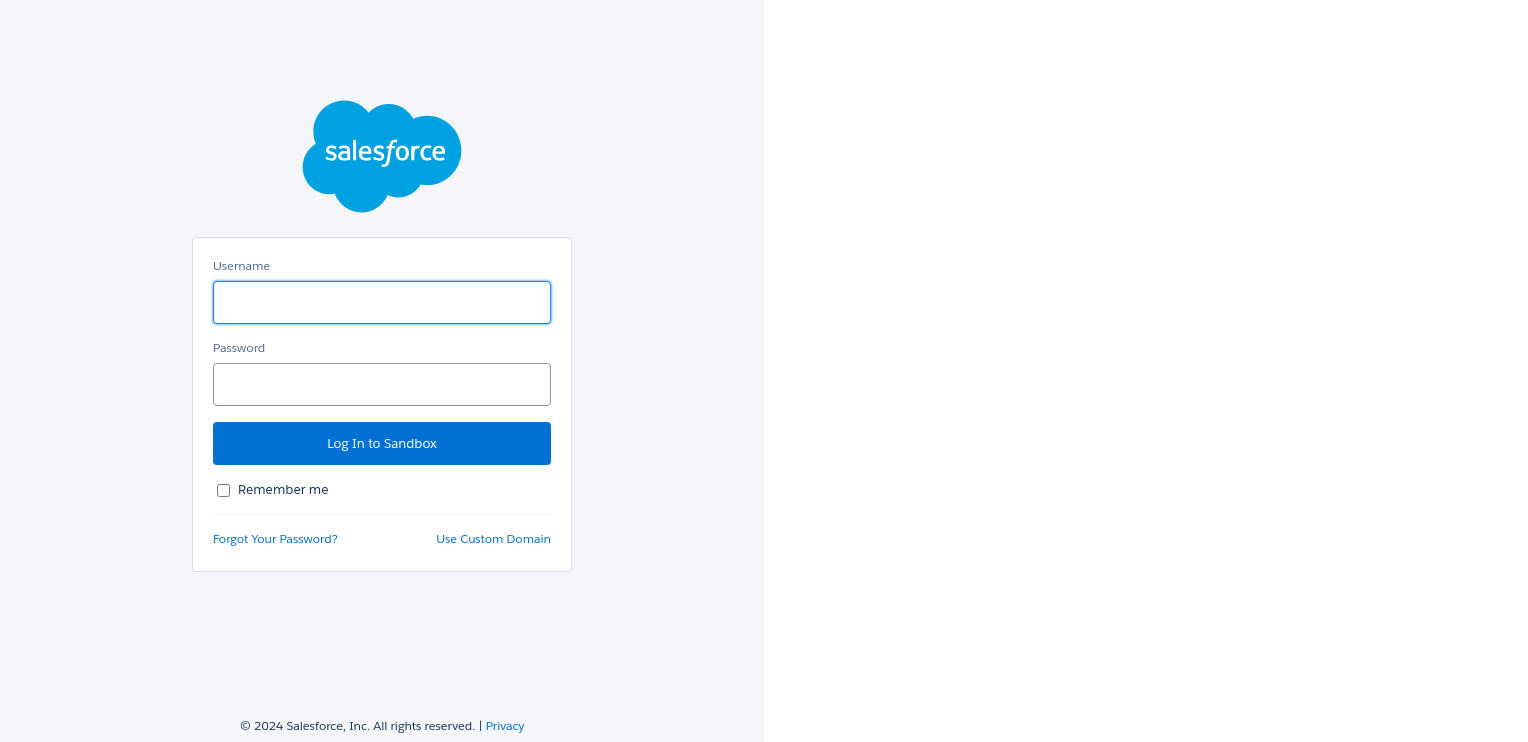 salesforce
Username
Password
Log In to Sandbox
Remember me
Forgot Your Password? Use Custom Domain
© 2024 Salesforce, Inc. All rights reserved. | Privacy